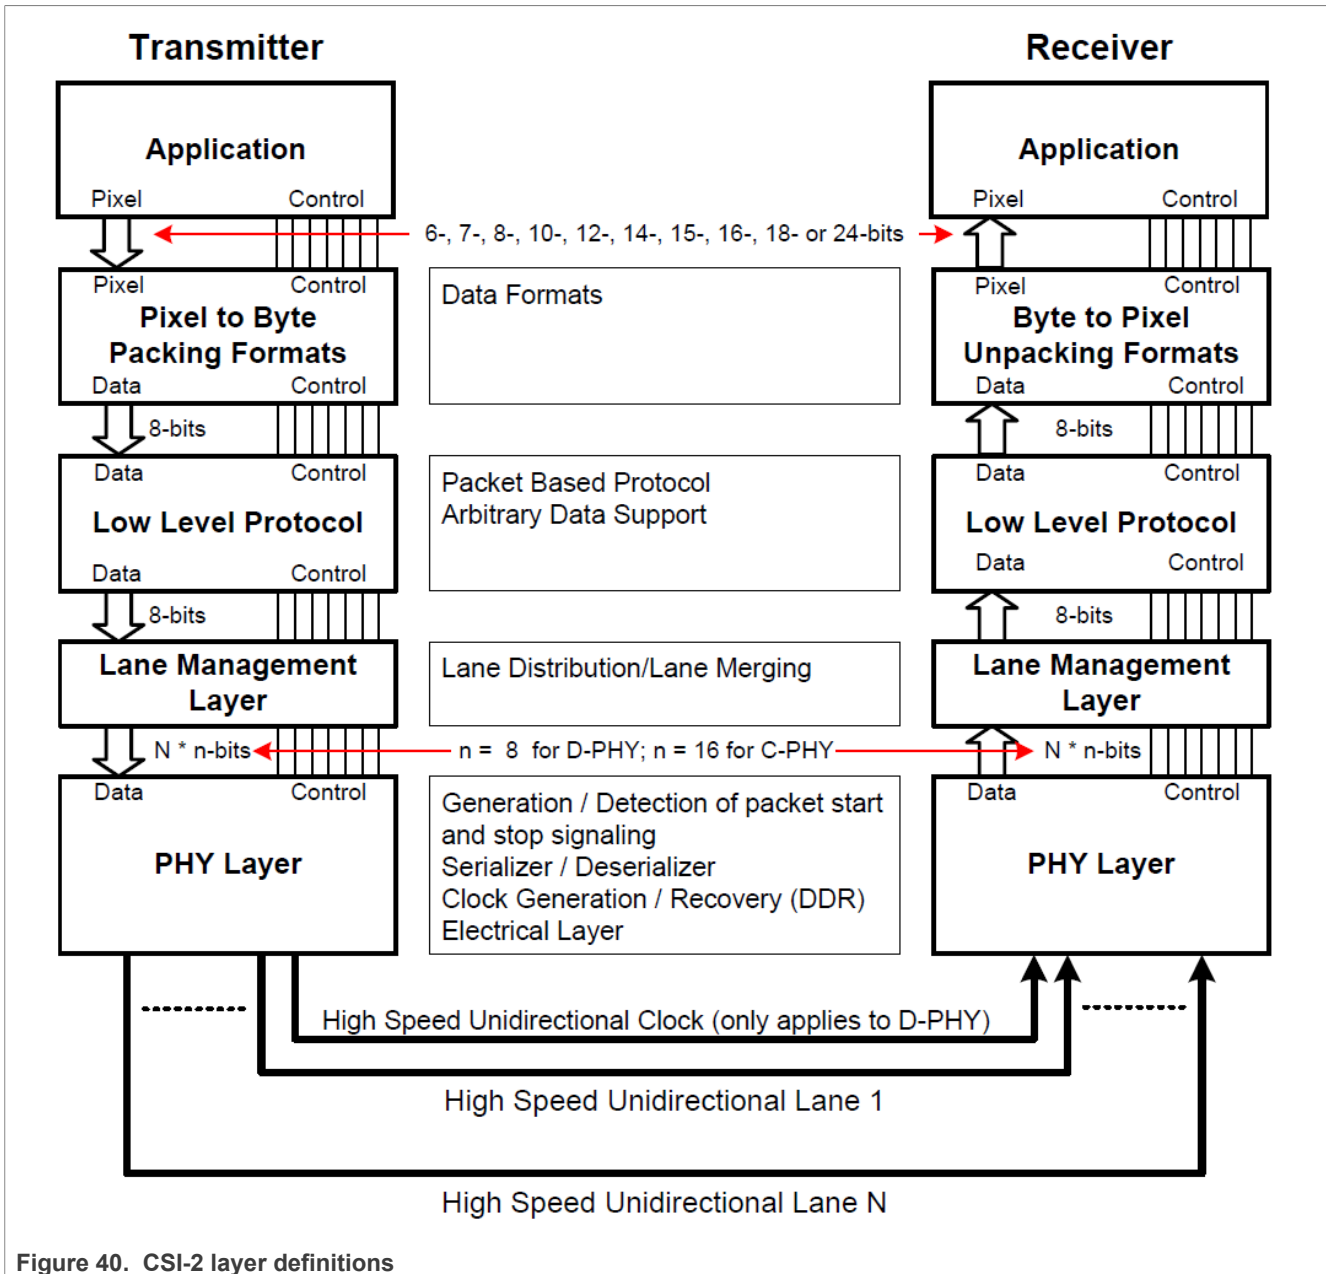 Transmitter
Receiver
Application
Application
Pixel
Control
Pixel
Control
6-, 7-, 8-, 10-, 12-, 14-, 15-, 16-, 18- or 24-bits
Pixel
Control
Data Formats
Pixel
Control
Pixel to Byte
Packing Formats
Byte to Pixel
Unpacking Formats
Data
Control
Data
Control
8-bits
8-bits
Data
Control
Packet Based Protocol
Arbitrary Data Support
Data
Control
Low Level Protocol
Low Level Protocol
Data
Control
Data
Control
8-bits
8-bits
Lane Management
Layer
Lane Distribution/Lane Merging
Lane Management
Layer
N * n-bits
n = 8 for D-PHY; n = 16 for C-PHY
N * n-bits
Data
Control
Data
Control
PHY Layer
Generation / Detection of packet start
and stop signaling
Serializer / Deserializer
Clock Generation / Recovery (DDR)
Electrical Layer
PHY Layer
High Speed Unidirectional Clock (only applies to D-PHY)
High Speed Unidirectional Lane 1
High Speed Unidirectional Lane N
Figure 40. CSI-2 layer definitions